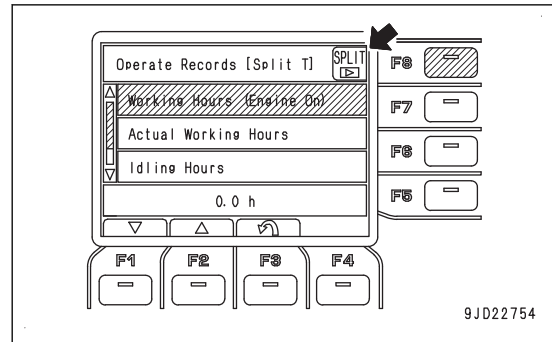 Operate Records [Split T]
SPLIT
Working Hours (Engine On)
Actual Working Hours
Idling Hours
0.0 h
F8
F7
F6
F5
F1
F2
F3
F4
9JD22754